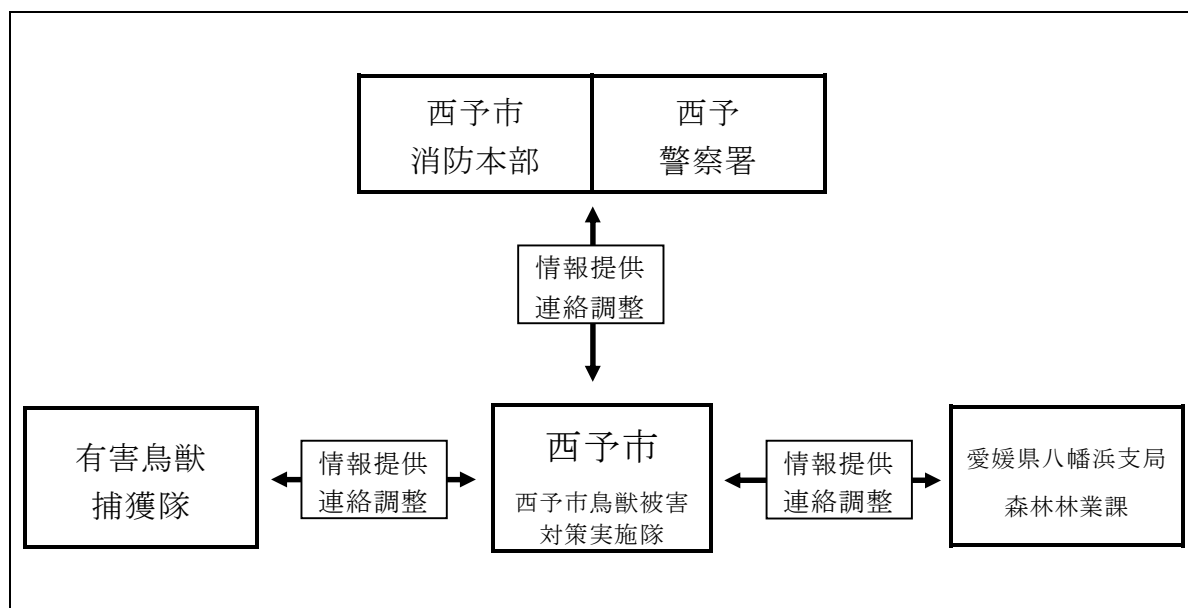 西予市
消防本部
西予
警察署
情報提供
連絡調整
有害鳥獣
捕獲隊
情報提供
連絡調整
西予市
西予市鳥獣被害
対策実施隊
情報提供
連絡調整
愛媛県八幡浜支局
森林林業課